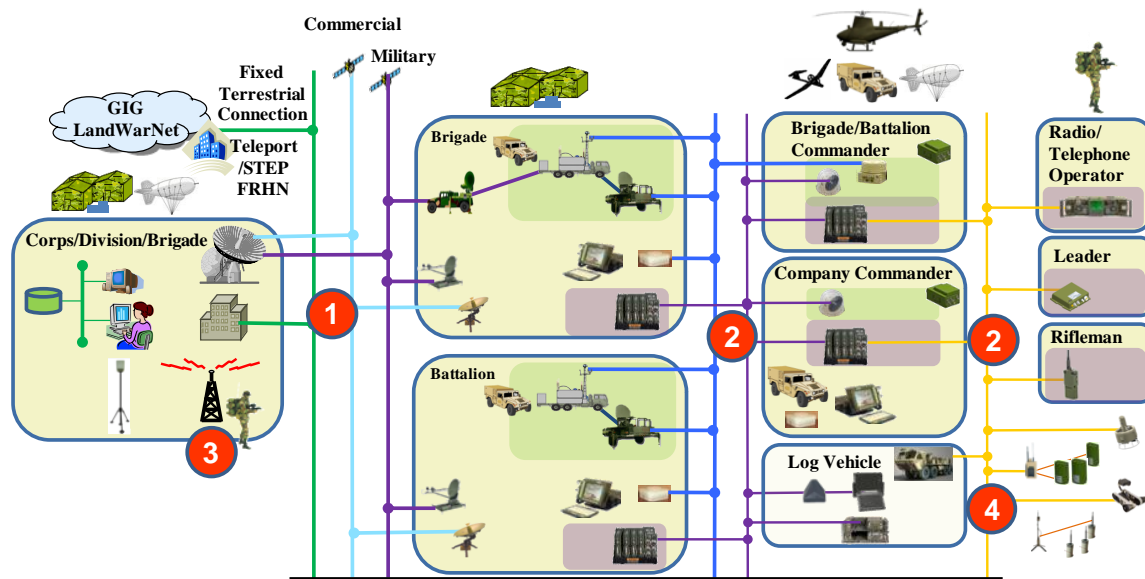 Commercial
Military
Fixed
Terrestrial
Connection
GIG
LandWarNet
Teleport
/STEP
FRHN
Corps/Division/Brigade
3
1
Brigade
Battalion
2
Brigade/Battalion
Commander
Company Commander
2
Log Vehicle
4
Radio/
Telephone
Operator
Leader
Rifleman